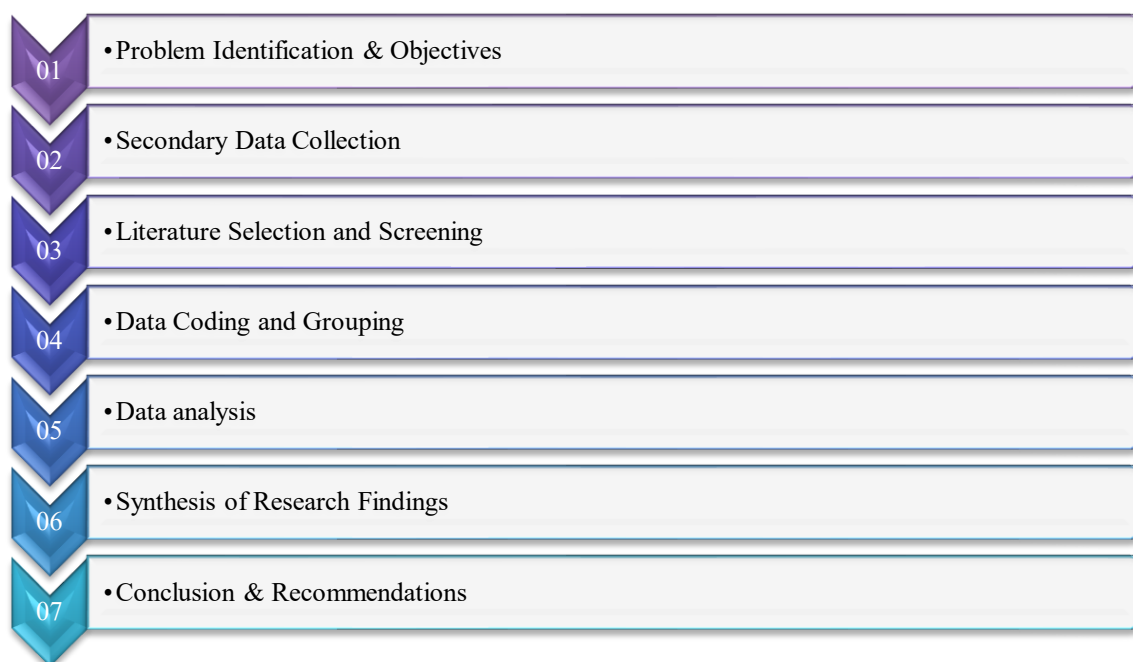 01
•Problem Identification & Objectives
02
•Secondary Data Collection
03
•Literature Selection and Screening
04
•Data Coding and Grouping
05
•Data analysis
06
•Synthesis of Research Findings
07
•Conclusion & Recommendations